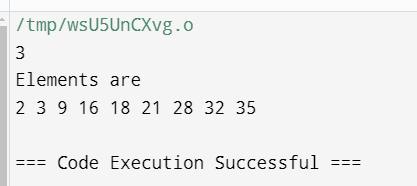 /tmp/wsU5UnCXvg.o
3
Elements are
2 3 9 16 18 21 28 32 35
=== Code Execution Successful ===